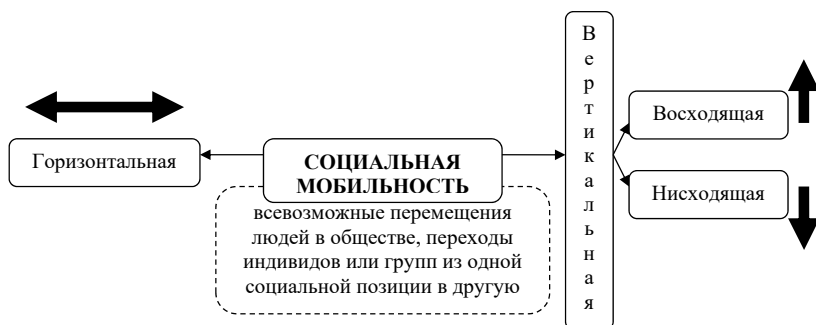 Горизонтальная
СОЦИАЛЬНАЯ
МОБИЛЬНОСТЬ
всевозможные перемещения
людей в обществе, переходы
индивидов или групп из одной
социальной позиции в другую
Вертикальная
Восходящая
Нисходящая